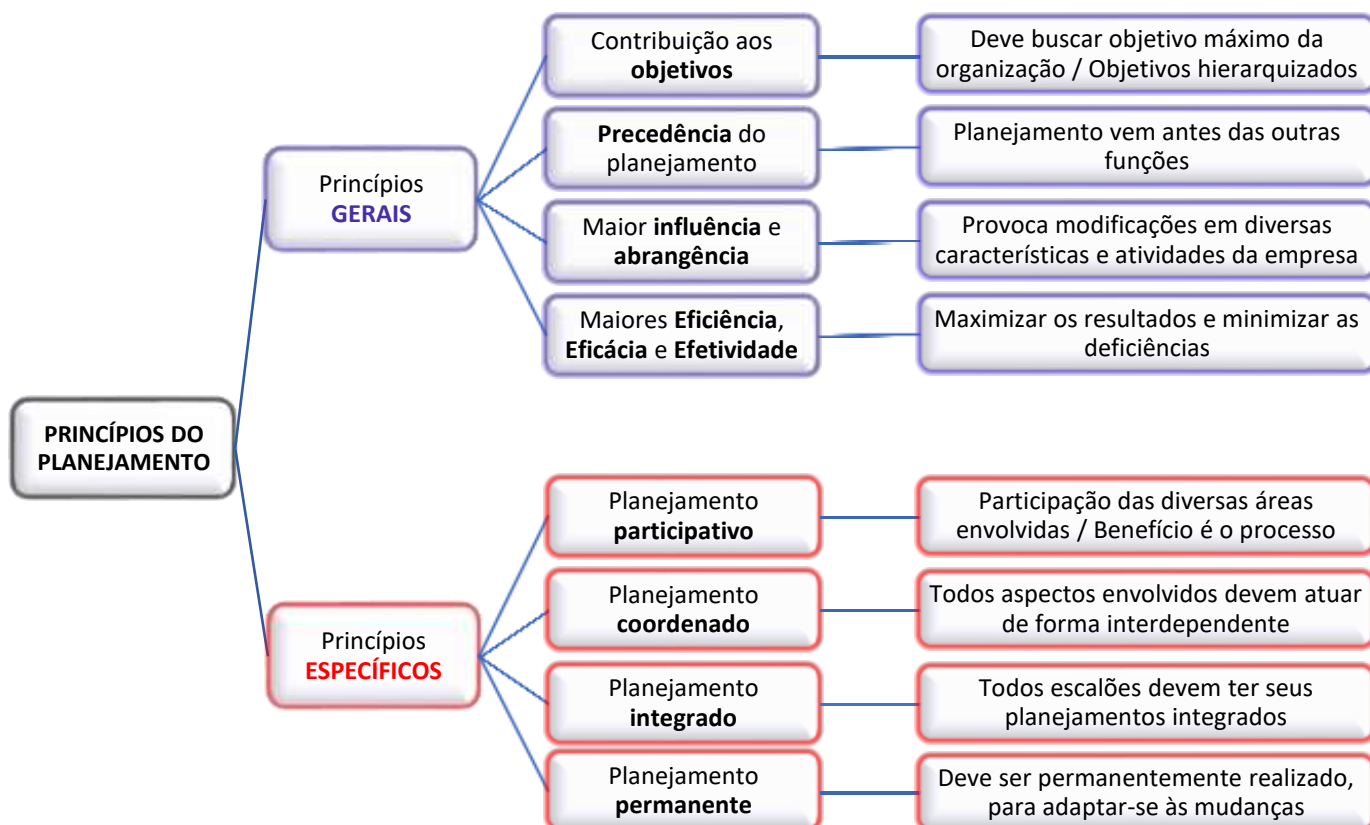 PRINCÍPIOS DO
PLANEJAMENTO
Princípios
GERAIS
Contribuição aos
objetivos
Deve buscar objetivo máximo da
organização / Objetivos hierarquizados
Precedência do
planejamento
Planejamento vem antes das outras
funções
Maior influência e
abrangência
Provoca modificações em diversas
características e atividades da empresa
Maiores Eficiência,
Eficácia e Efetividade
Maximizar os resultados e minimizar as
deficiências
Princípios
ESPECÍFICOS
Planejamento
participativo
Participação das diversas áreas
envolvidas / Benefício é o processo
Planejamento
coordenado
Todos aspectos envolvidos devem atuar
de forma interdependente
Planejamento
integrado
Todos escalões devem ter seus
planejamentos integrados
Planejamento
permanente
Deve ser permanentemente realizado,
para adaptar-se às mudanças